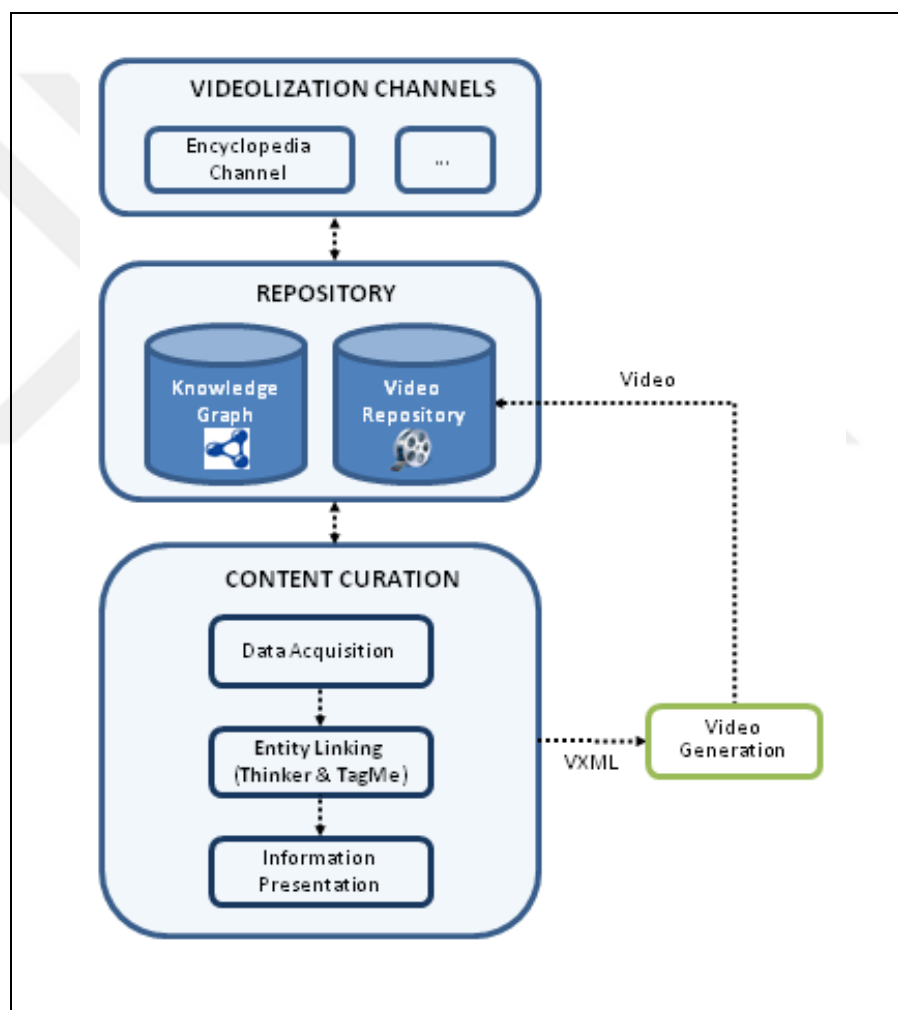 VIDEOLIZATION CHANNELS
Encyclopedia
Channel
...
REPOSITORY
Knowledge
Graph
Video
Repository
Video
CONTENT CURATION
Data Acquisition
Entity Linking
(Thinker & TagMe)
VXML
Video
Generation
Information
Presentation